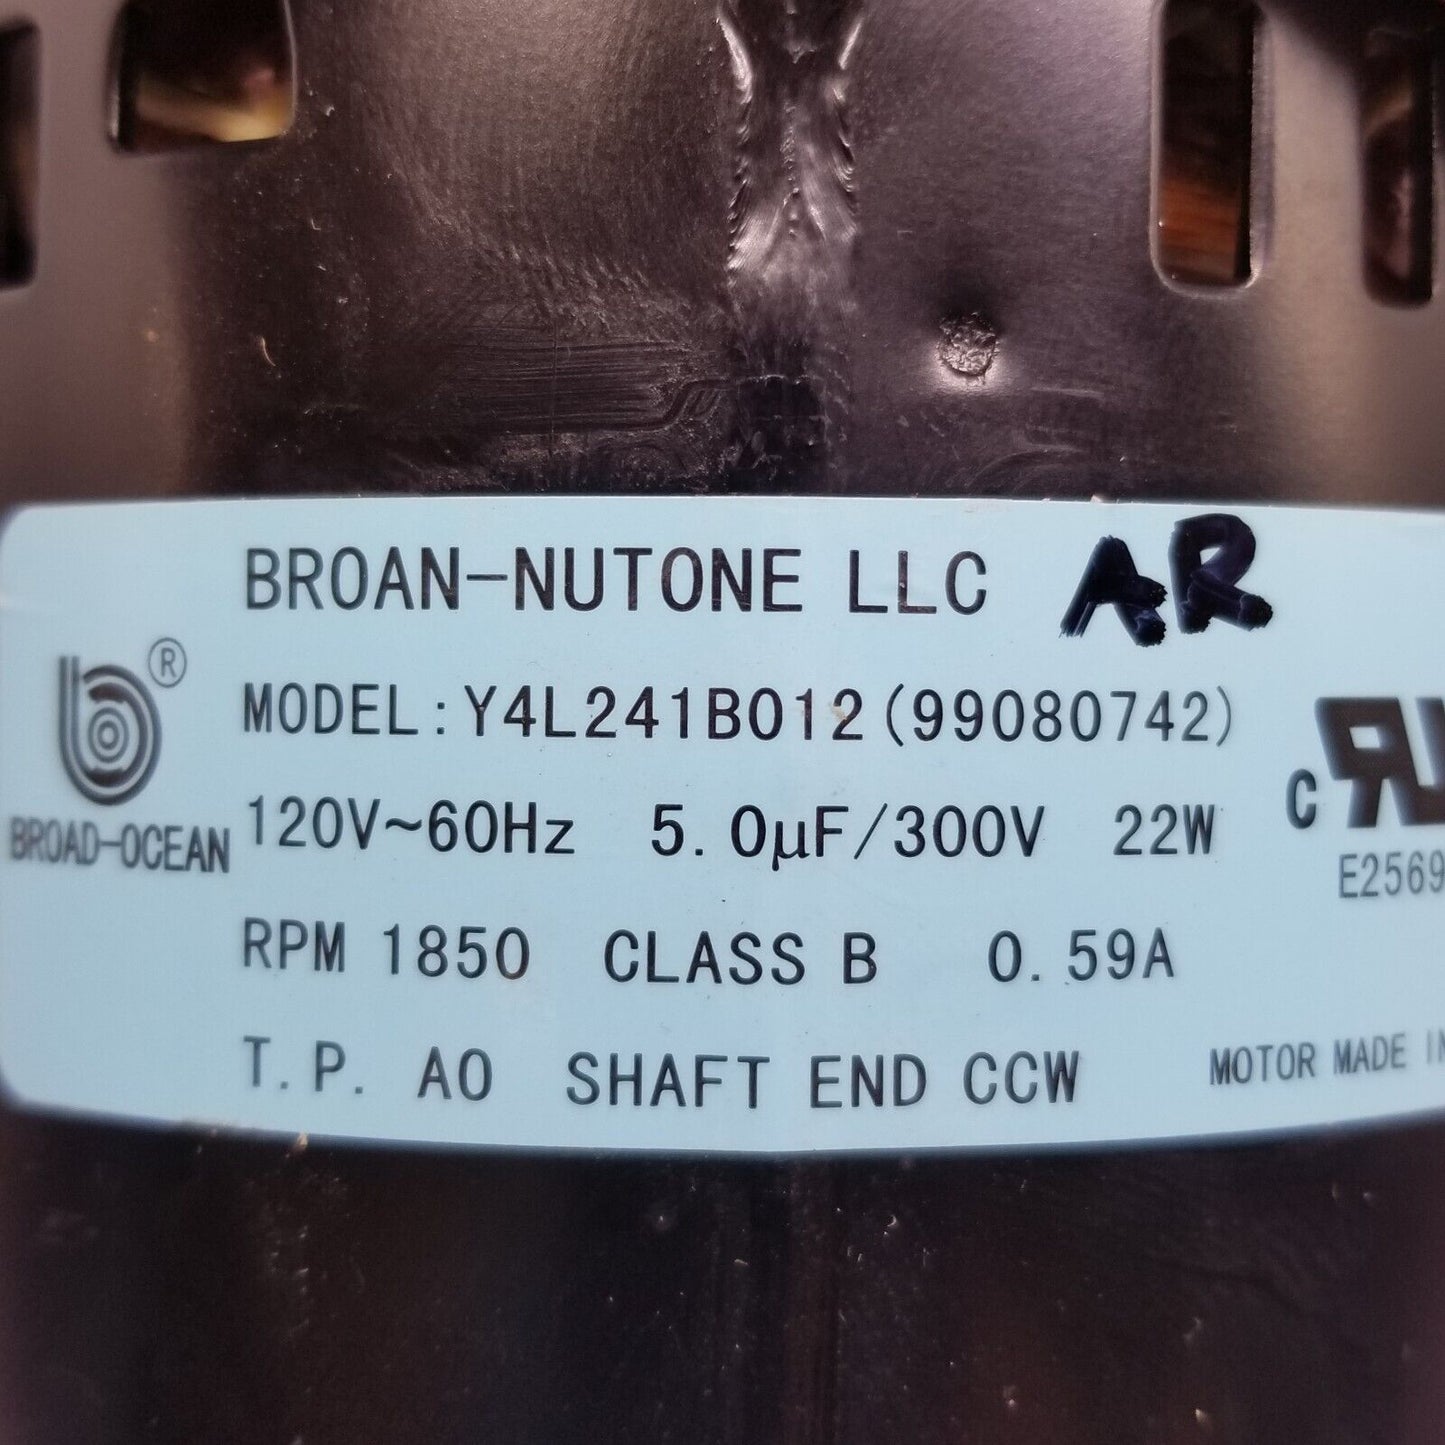 BROAN-NUTONE LLC AR
®
MODEL:Y4L241B012(99080742)
BROAD-OCEAN
120V~60Hz 5.0µF/300V 22W
c
E2569
RPM 1850 CLASS B 0.59A
T.P. AO SHAFT END CCW
MOTOR MADE IN